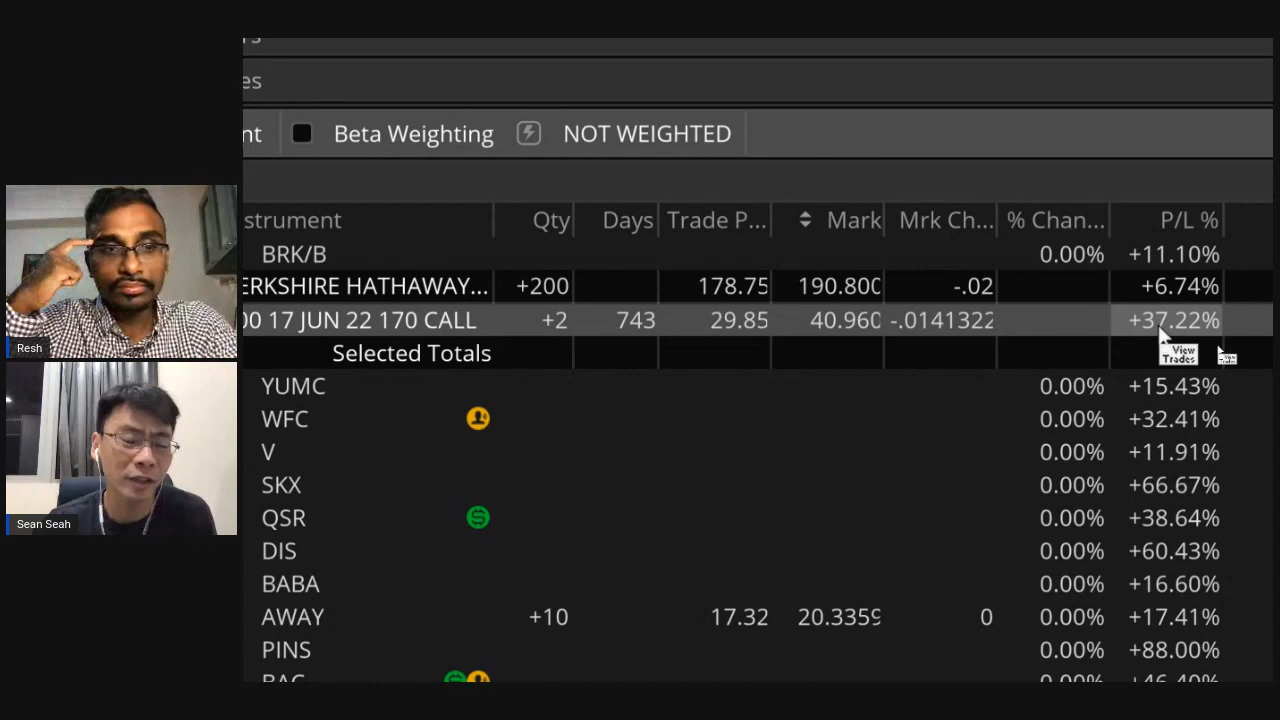 es
nt Beta Weighting NOT WEIGHTED
strument Qty Days Trade P... Mark Mrk Ch... % Chan... P/L %
BRK/B 0.00% +11.10%
ERKSHIRE HATHAWAY... +200 178.75 190.800 -.02 +6.74%
00 17 JUN 22 170 CALL +2 743 29.85 40.960 -.0141322 +37.22%
View
Trades
Selected Totals
YUMC 0.00% +15.43%
WFC 0.00% +32.41%
V 0.00% +11.91%
SKX 0.00% +66.67%
QSR 0.00% +38.64%
DIS 0.00% +60.43%
BABA 0.00% +16.60%
AWAY +10 17.32 20.3359 0 0.00% +17.41%
PINS 0.00% +88.00%
BAC 0.00% +46.40%
Resh
Sean Seah